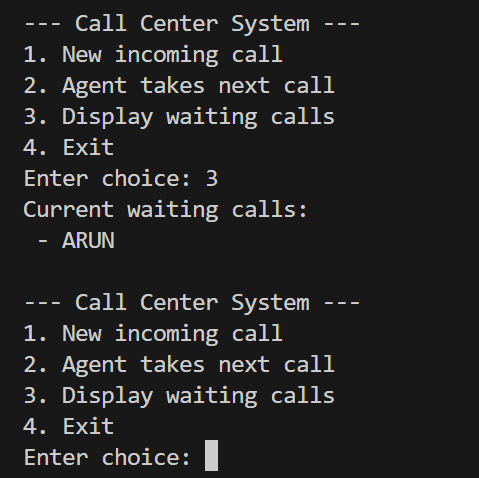 --- Call Center System ---
1. New incoming call
2. Agent takes next call
3. Display waiting calls
4. Exit
Enter choice: 3
Current waiting calls:
 - ARUN

--- Call Center System ---
1. New incoming call
2. Agent takes next call
3. Display waiting calls
4. Exit
Enter choice: